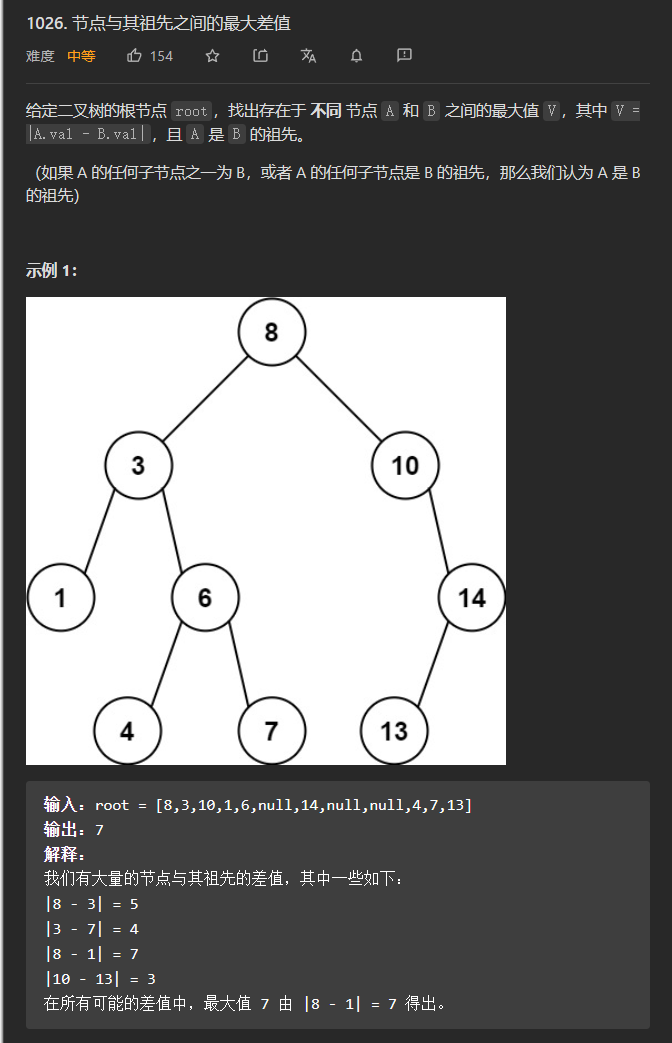 1026. 节点与其祖先之间的最大差值
难度 中等 154
给定二叉树的根节点 root，找出存在于 不同 节点 A 和 B 之间的最大值 V，其中 V =
|A.val - B.val|，且 A 是 B 的祖先。
（如果 A 的任何子节点之一为 B，或者 A 的任何子节点是 B 的祖先，那么我们认为 A 是 B
的祖先）
示例 1：
8
3 10
1 6 14
4 7 13
输入：root = [8,3,10,1,6,null,14,null,null,4,7,13]
输出：7
解释：
我们有大量的节点与其祖先的差值，其中一些如下：
|8 - 3| = 5
|3 - 7| = 4
|8 - 1| = 7
|10 - 13| = 3
在所有可能的差值中，最大值 7 由 |8 - 1| = 7 得出。